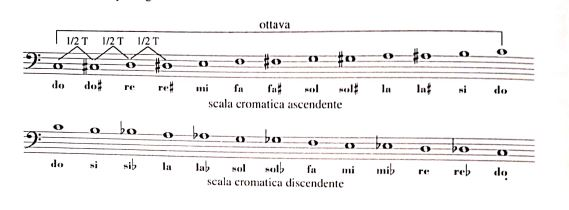 ottava
1/2 T 1/2 T 1/2 T
do do♯ re re♯ mi fa fa♯ sol sol♯ la la♯ si do
scala cromatica ascendente
do si si♭ la la♭ sol sol♭ fa mi mi♭ re re♭ do
scala cromatica discendente